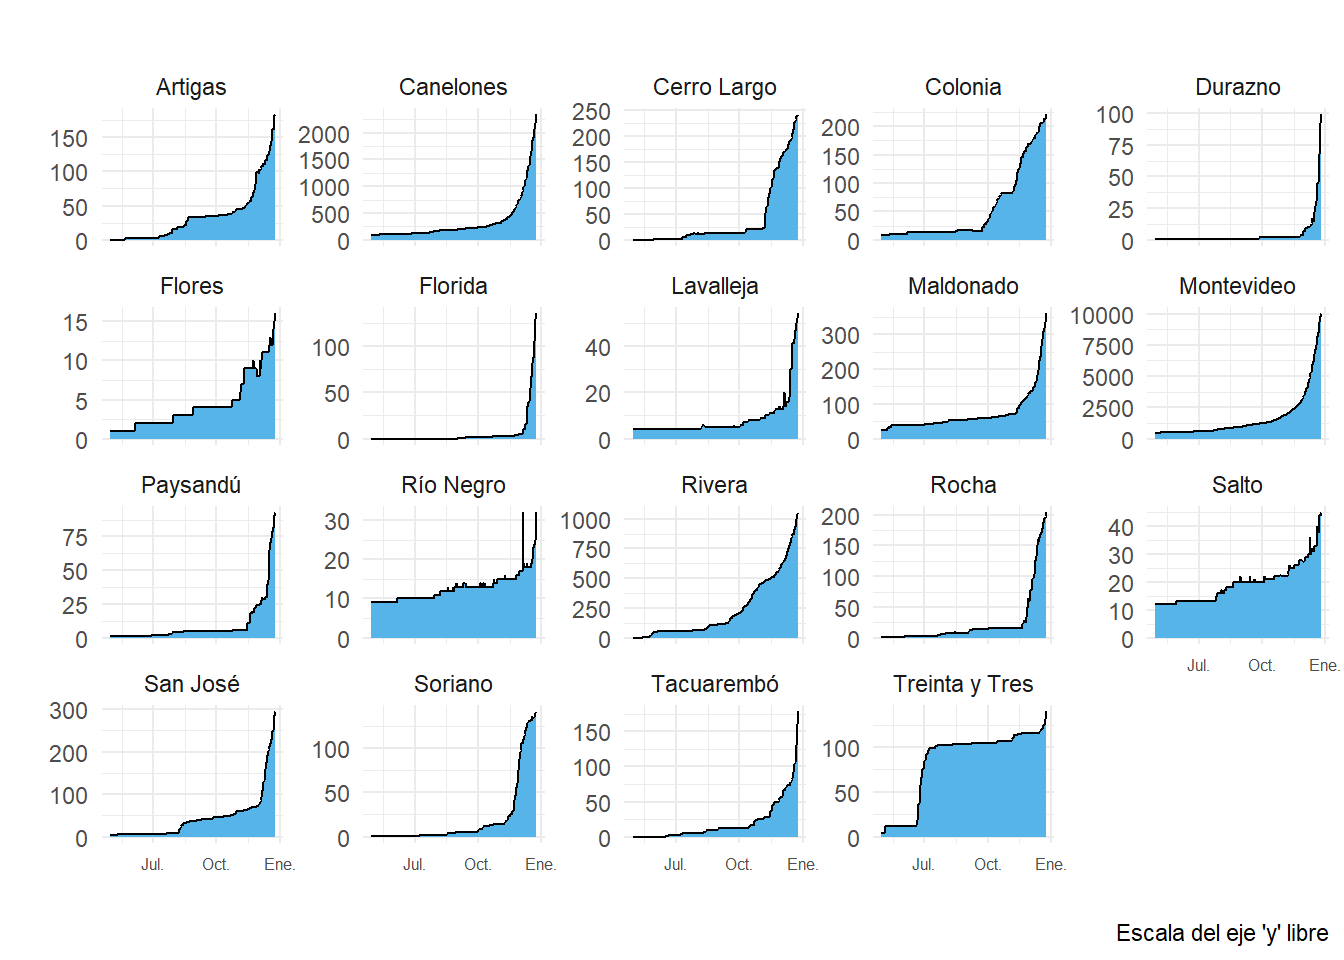 Artigas Canelones Cerro Largo Colonia Durazno
150 100 50 0
2000 1500 1000 500 0
250 200 150 100 50 0
200 150 100 50 0
100 75 50 25 0
Flores Florida Lavalleja Maldonado Montevideo
15 10 5 0
100 50 0
40 20 0
300 200 100 0
10000 7500 5000 2500 0
Paysandú Río Negro Rivera Rocha Salto
75 50 25 0
30 20 10 0
1000 750 500 250 0
200 150 100 50 0
40 30 20 10 0
Jul. Oct. Ene.
San José Soriano Tacuarembó Treinta y Tres
300 200 100 0
100 50 0
150 100 50 0
100 50 0
Jul. Oct. Ene. Jul. Oct. Ene. Jul. Oct. Ene. Jul. Oct. Ene.
Escala del eje 'y' libre